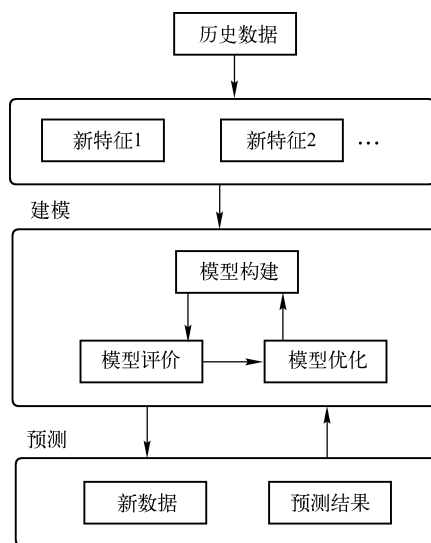 历史数据
新特征1 新特征2 …
建模
模型构建
模型评价 模型优化
预测
新数据 预测结果